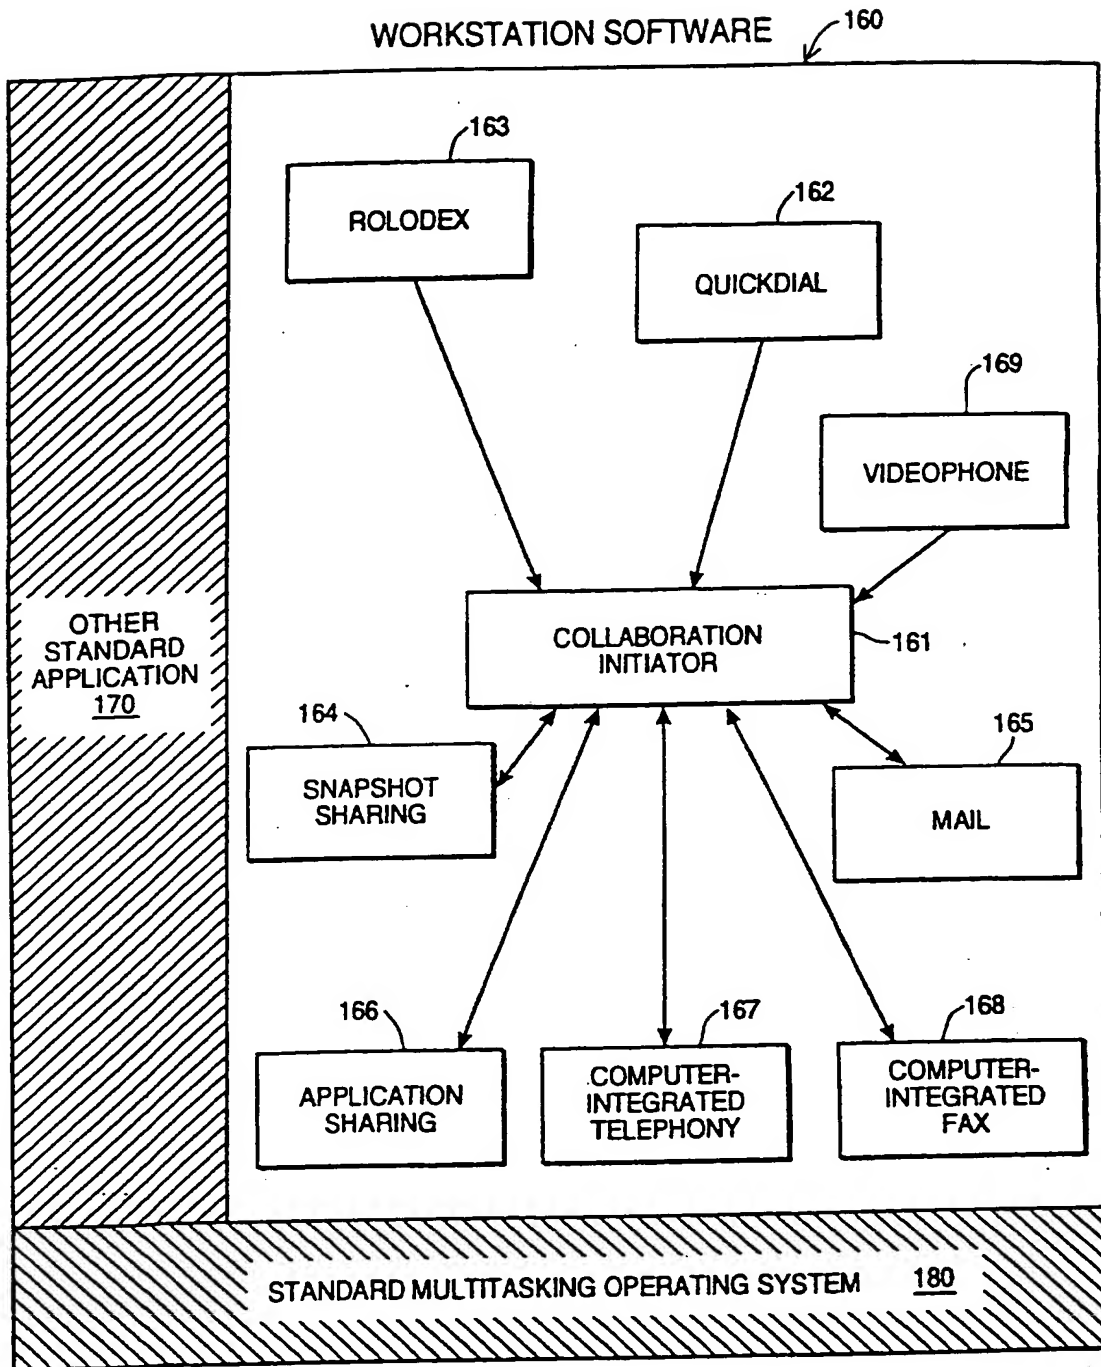 WORKSTATION SOFTWARE
160
163
ROLODEX
162
QUICKDIAL
169
VIDEOPHONE
COLLABORATION
INITIATOR
161
OTHER
STANDARD
APPLICATION
170
164
SNAPSHOT
SHARING
165
MAIL
166
APPLICATION
SHARING
167
COMPUTER-
INTEGRATED
TELEPHONY
168
COMPUTER-
INTEGRATED
FAX
STANDARD MULTITASKING OPERATING SYSTEM 180